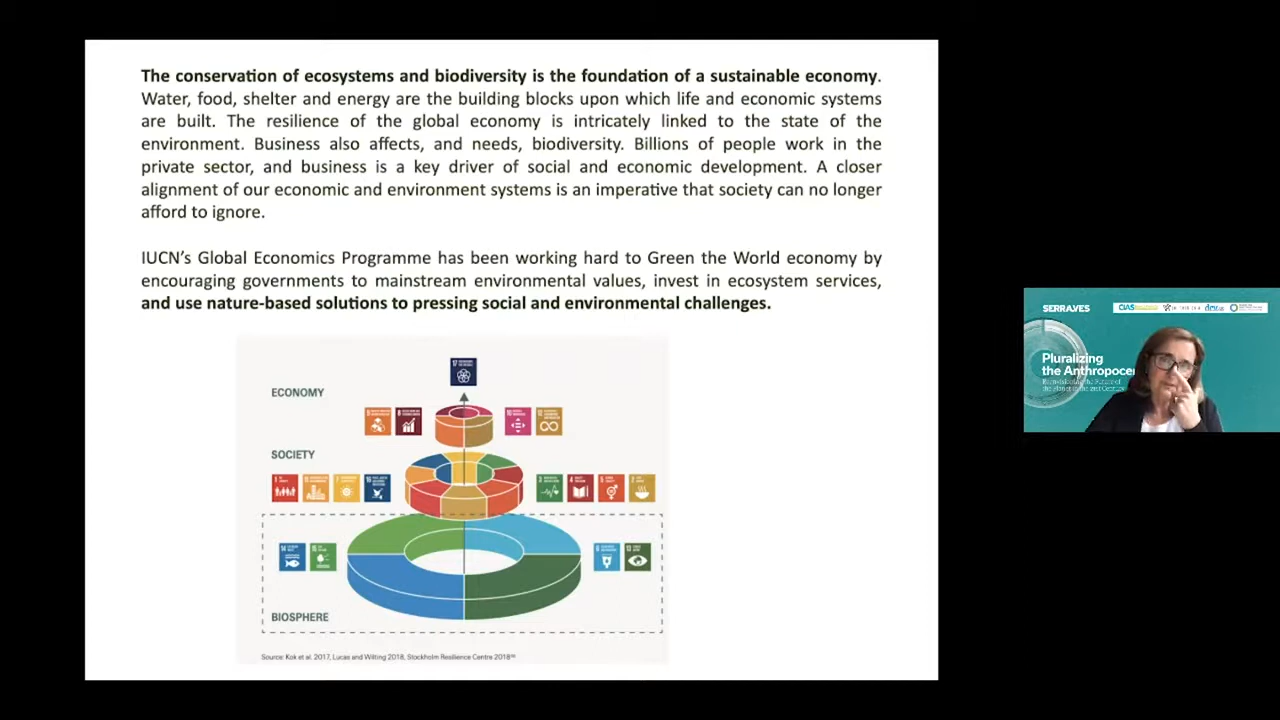 The conservation of ecosystems and biodiversity is the foundation of a sustainable economy.
Water, food, shelter and energy are the building blocks upon which life and economic systems
are built. The resilience of the global economy is intricately linked to the state of the
environment. Business also affects, and needs, biodiversity. Billions of people work in the
private sector, and business is a key driver of social and economic development. A closer
alignment of our economic and environment systems is an imperative that society can no longer
afford to ignore.
IUCN's Global Economics Programme has been working hard to Green the World economy by
encouraging governments to mainstream environmental values, invest in ecosystem services,
and use nature-based solutions to pressing social and environmental challenges.
ECONOMY
SOCIETY
BIOSPHERE
Source: Kok et al. 2017, Lucas and Wilting 2018, Stockholm Resilience Centre 2018
SERRALVES
CIAS
Pluralizing
the Anthropocen